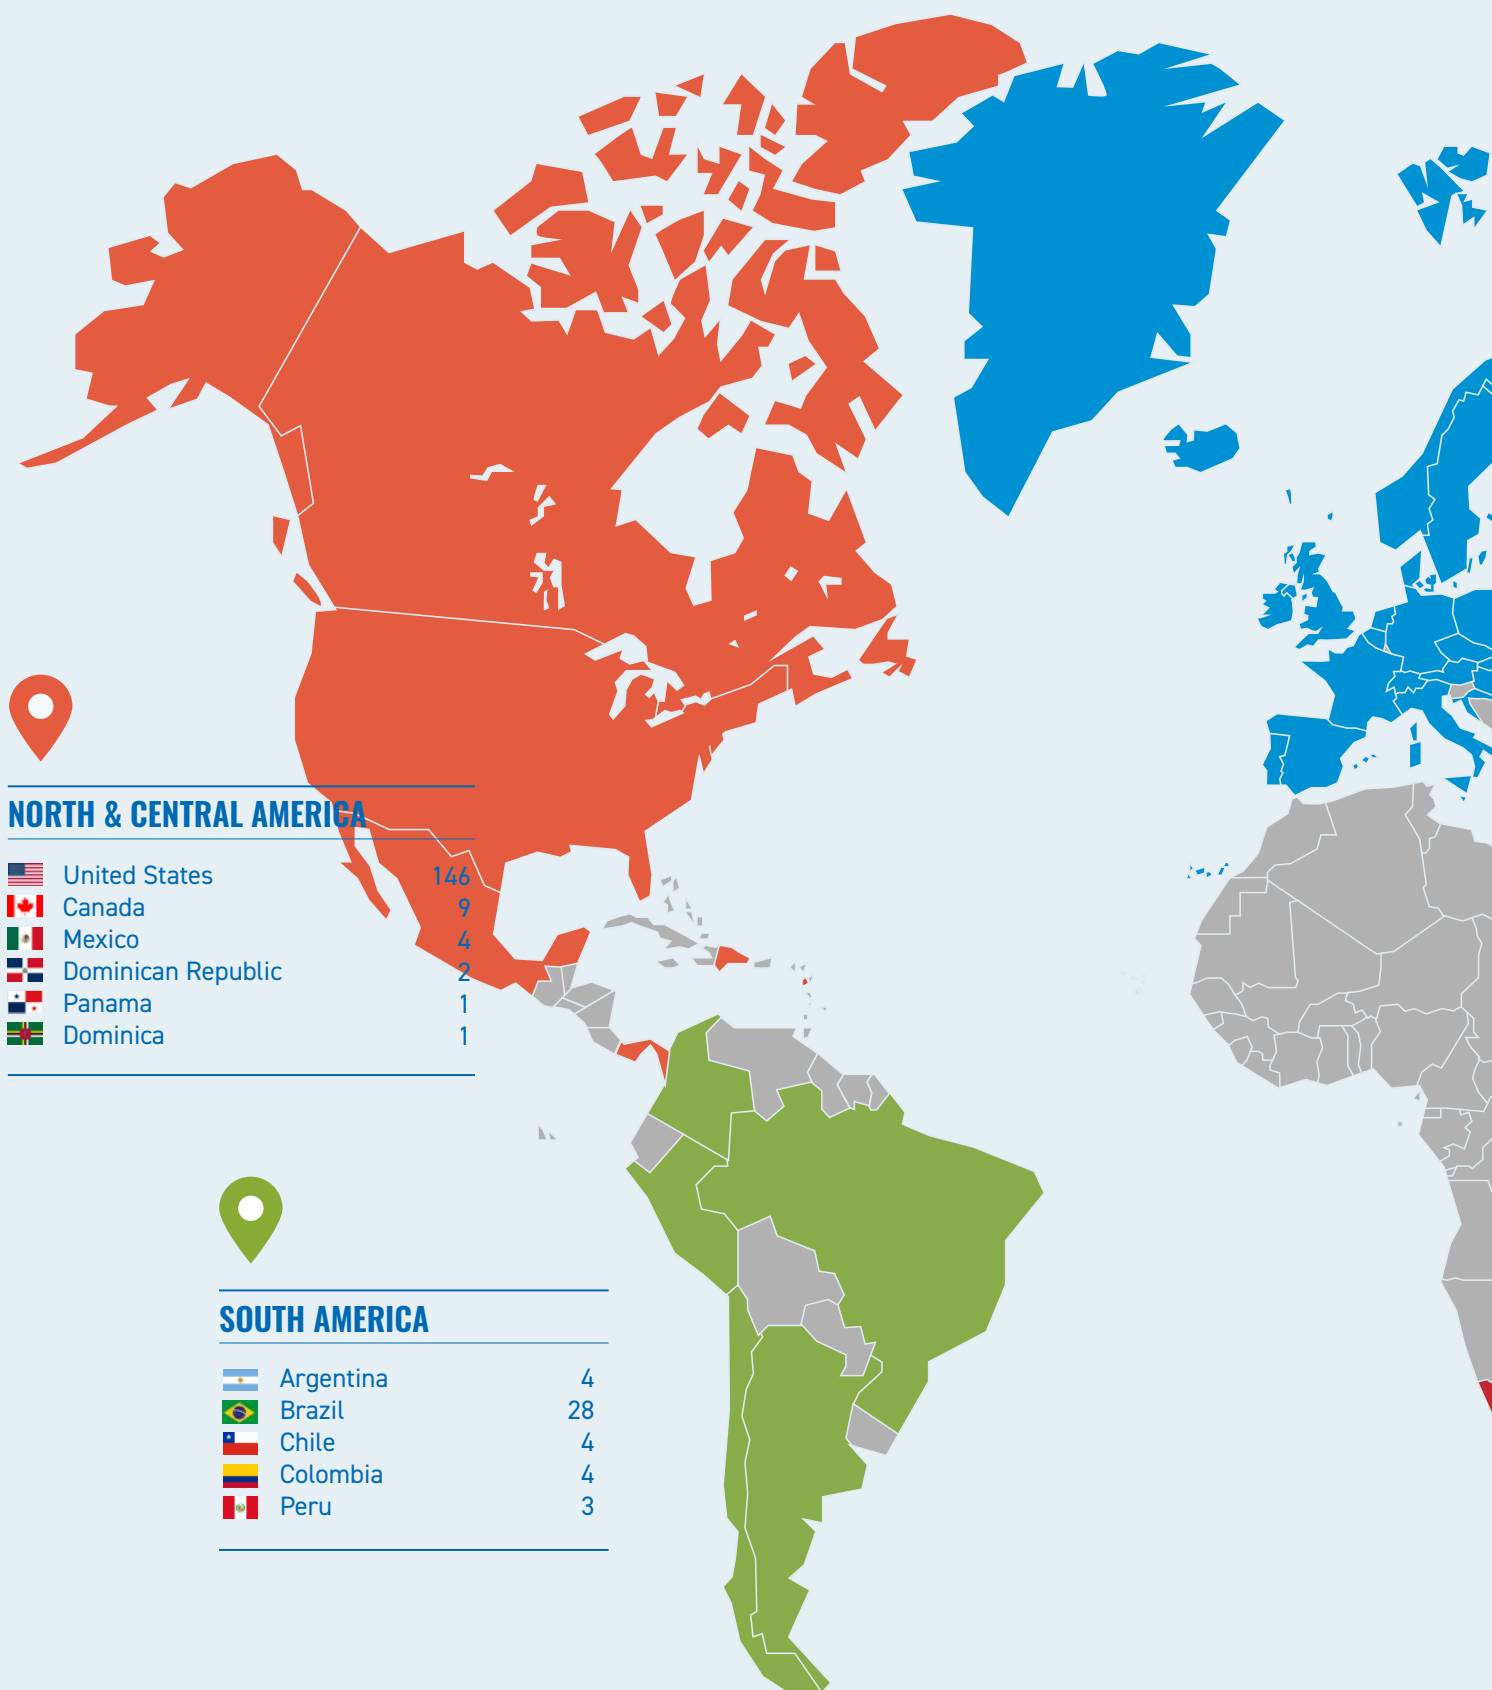 NORTH & CENTRAL AMERICA
United States 146
Canada 9
Mexico 4
Dominican Republic 2
Panama 1
Dominica 1
SOUTH AMERICA
Argentina 4
Brazil 28
Chile 4
Colombia 4
Peru 3